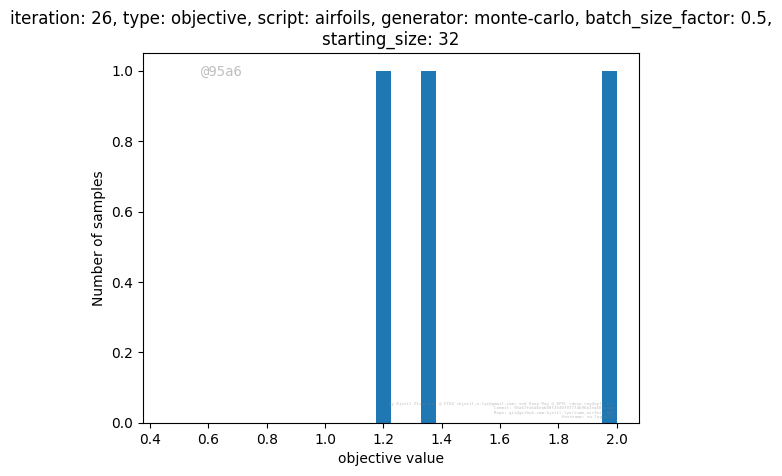 iteration: 26, type: objective, script: airfoils, generator: monte-carlo, batch_size_factor: 0.5,
starting_size: 32
@95a6
1.0
0.8
0.6
0.4
0.2
0.0
Number of samples
0.4 0.6 0.8 1.0 1.2 1.4 1.6 1.8 2.0
objective value